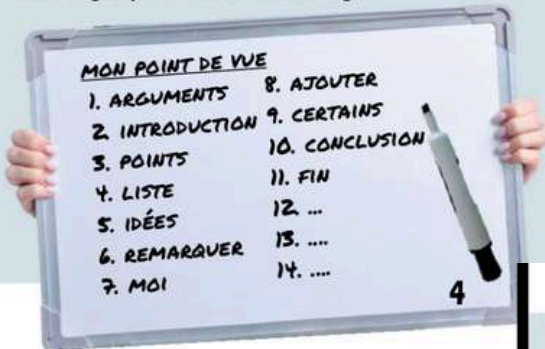 MON POINT DE VUE
1. ARGUMENTS
2. INTRODUCTION
3. POINTS
4. LISTE
5. IDÉES
6. REMARQUER
7. MOI
8. AJOUTER
9. CERTAINS
10. CONCLUSION
11. FIN
12. ...
13. ....
14. ....
4